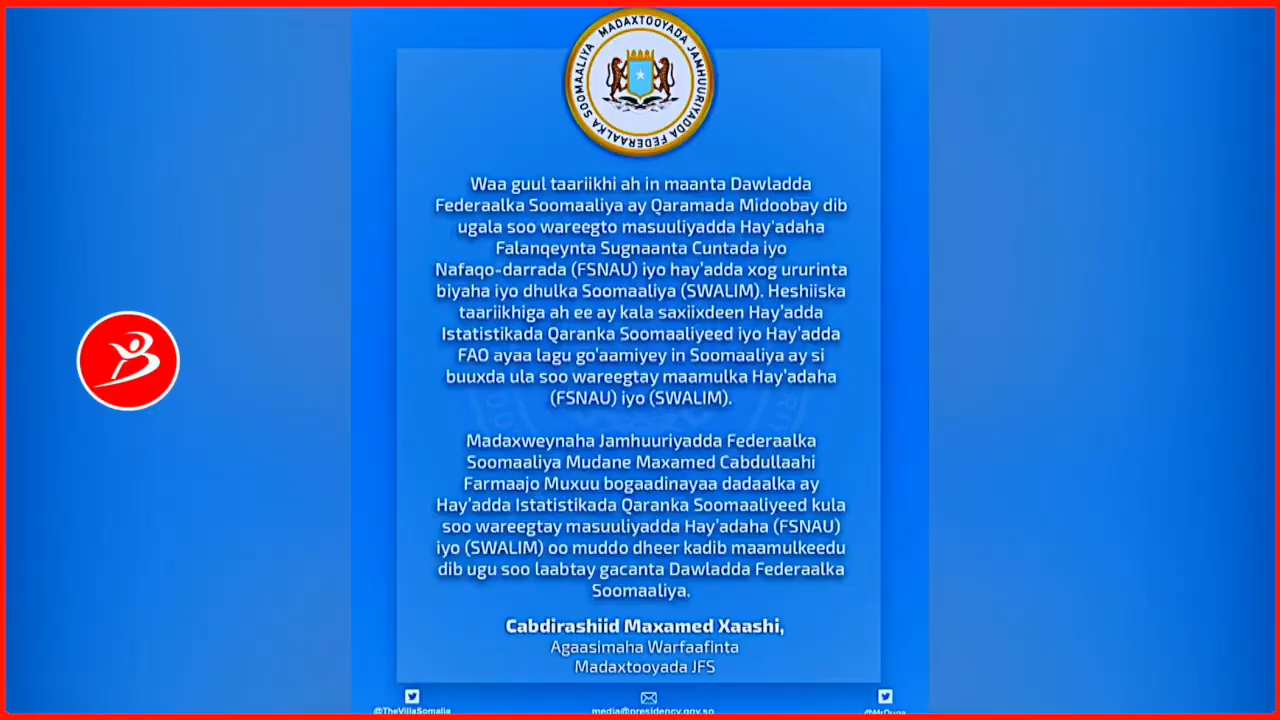 MADAXTOOYADA JAMHUURIYADDA FEDERAALKA SOOMAALIYA
Waa guul taariikhi ah in maanta Dawladda
Federaalka Soomaaliya ay Qaramada Midoobay dib
ugala soo wareegto masuuliyadda Hay'adaha
Falanqeynta Sugnaanta Cuntada iyo
Nafaqo-darrada (FSNAU) iyo hay'adda xog ururinta
biyaha iyo dhulka Soomaaliya (SWALIM). Heshiiska
taariikhiga ah ee ay kala saxiixdeen Hay'adda
Istatistikada Qaranka Soomaaliyeed iyo Hay'adda
FAO ayaa lagu go'aamiyey in Soomaaliya ay si
buuxda ula soo wareegtay maamulka Hay'adaha
(FSNAU) iyo (SWALIM).
Madaxweynaha Jamhuuriyadda Federaalka
Soomaaliya Mudane Maxamed Cabdullaahi
Farmaajo Muxuu bogaadinayaa dadaalka ay
Hay'adda Istatistikada Qaranka Soomaaliyeed kula
soo wareegtay masuuliyadda Hay'adaha (FSNAU)
iyo (SWALIM) oo muddo dheer kadib maamulkeedu
dib ugu soo laabtay gacanta Dawladda Federaalka
Soomaaliya.
Cabdirashiid Maxamed Xaashi,
Agaasimaha Warfaafinta
Madaxtooyada JFS
@TheVillaSomalia
media@presidency.gov.so